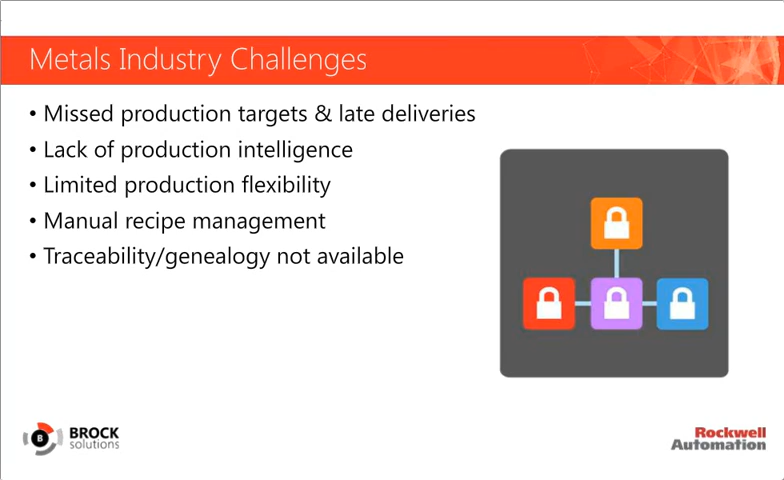 Metals Industry Challenges
• Missed production targets & late deliveries
• Lack of production intelligence
• Limited production flexibility
• Manual recipe management
• Traceability/genealogy not available
B
BROCK
solutions
Rockwell
Automation